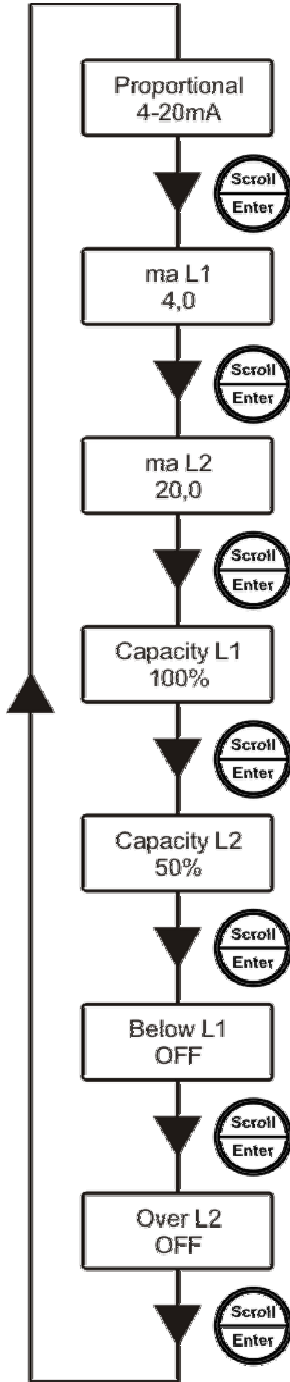 Proportional
4-20mA
Scroll
Enter
ma L1
4,0
Scroll
Enter
ma L2
20,0
Scroll
Enter
Capacity L1
100%
Scroll
Enter
Capacity L2
50%
Scroll
Enter
Below L1
OFF
Scroll
Enter
Over L2
OFF
Scroll
Enter